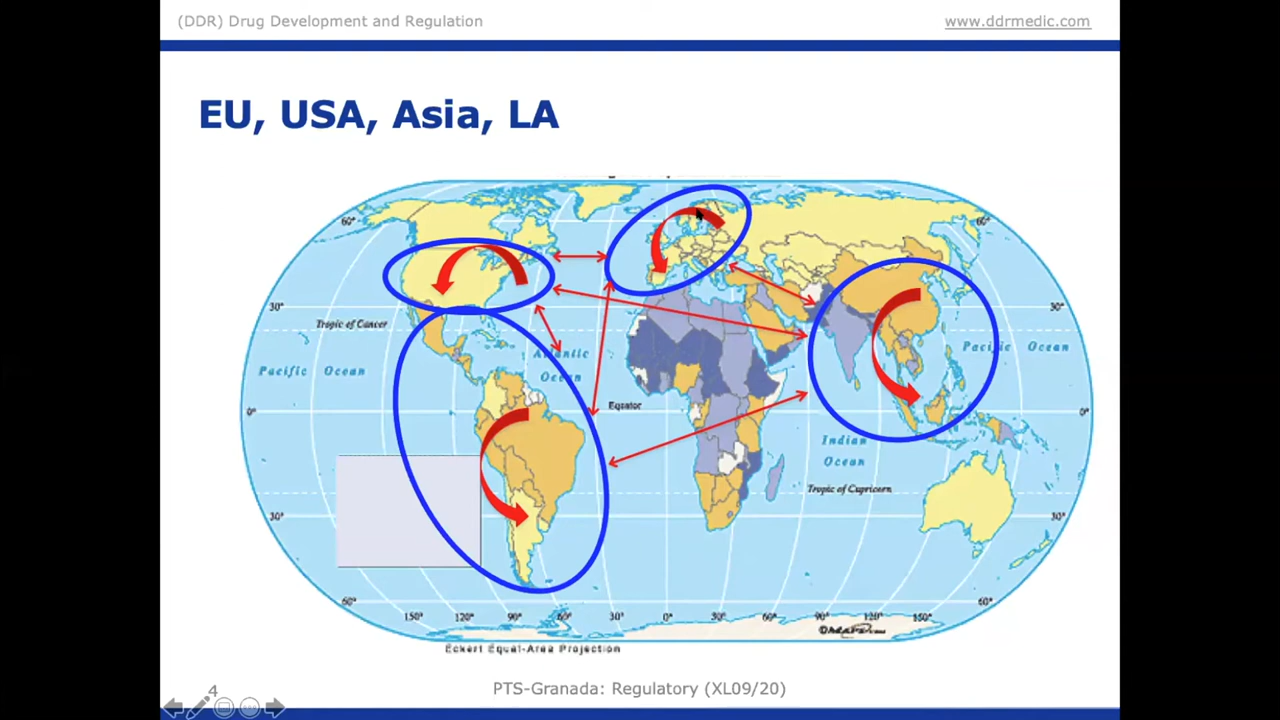 (DDR) Drug Development and Regulation
www.ddrmedic.com
EU, USA, Asia, LA
60°
60°
30°
30°
Tropic of Cancer
Atlantic
Ocean
Pacific Ocean
Pacific Ocean
0°
Equator
0°
Indian
Ocean
Tropic of Capricorn
30°
30°
60°
60°
150° 120° 90° 60° 30° 0° 30° 60° 90° 120° 150°
©MAPS.com
Eckert Equal-Area Projection
4
PTS-Granada: Regulatory (XL09/20)